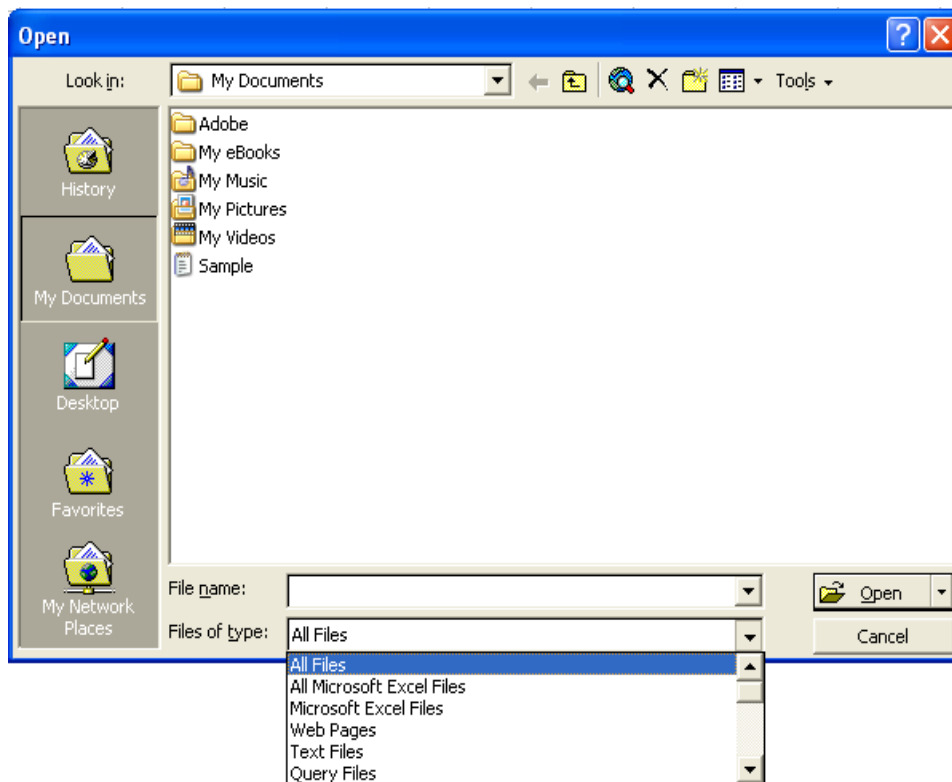 Open
Look in:
My Documents
Tools
History
My Documents
Desktop
Favorites
My Network
Places
Adobe
My eBooks
My Music
My Pictures
My Videos
Sample
File name:
Open
Files of type:
All Files
Cancel
All Files
All Microsoft Excel Files
Microsoft Excel Files
Web Pages
Text Files
Query Files